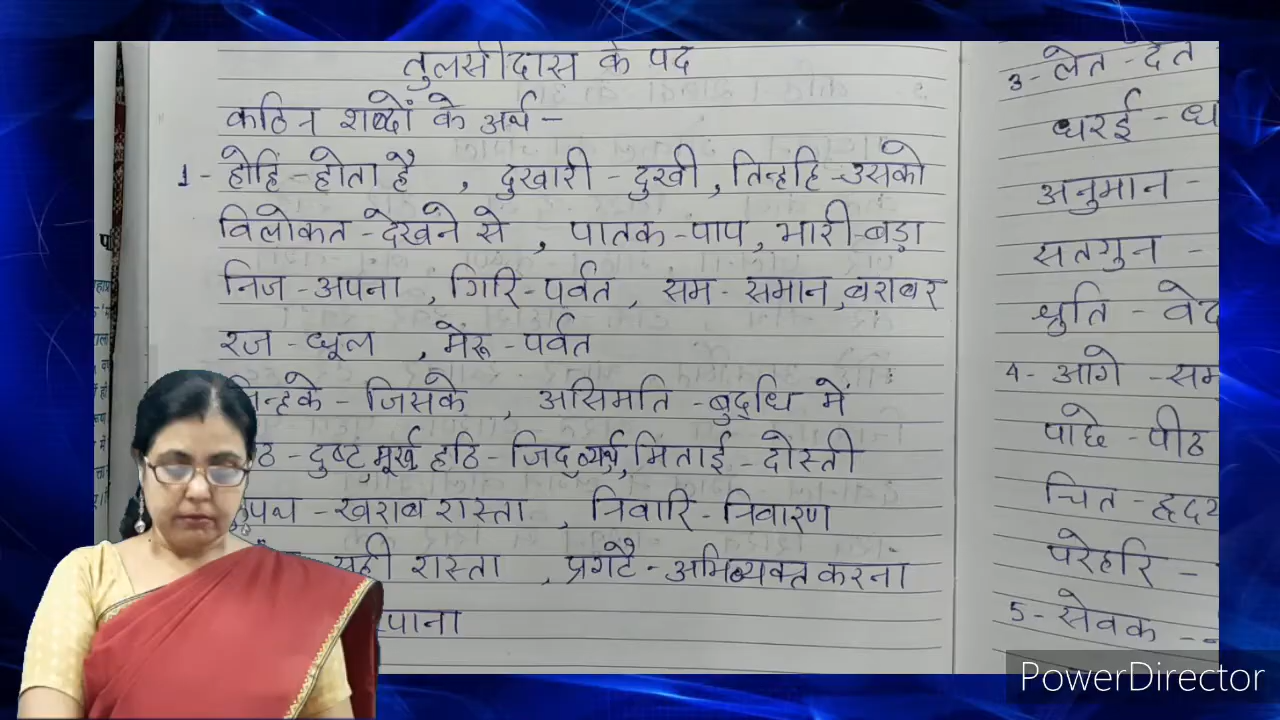 तुलसीदास के पद
कठिन शब्दों के अर्थ -
1 - होहिं - होता है , दुखारी - दुखी , तिन्हहि - उसको
विलोकत - देखने से , पातक - पाप , भारी - बड़ा
निज - अपना , गिरि - पर्वत , सम - समान , बराबर
रज - धूल , मेरू - पर्वत
- जिसके , असिमति - बुद्धि में
- दुष्ट, मूर्ख हठि - जिद, व्यर्थ, मिताई - दोस्ती
- खराब रास्ता , निवारि - निवारण
रास्ता , प्रगटै - अभिव्यक्त करना
3 - लेत - देत -
धरई -
अनुमान -
सतगुन -
श्रुति -
4 - आगे -
पाछे - पीठ
चित -
परिहरि -
5 - सेवक -
PowerDirector